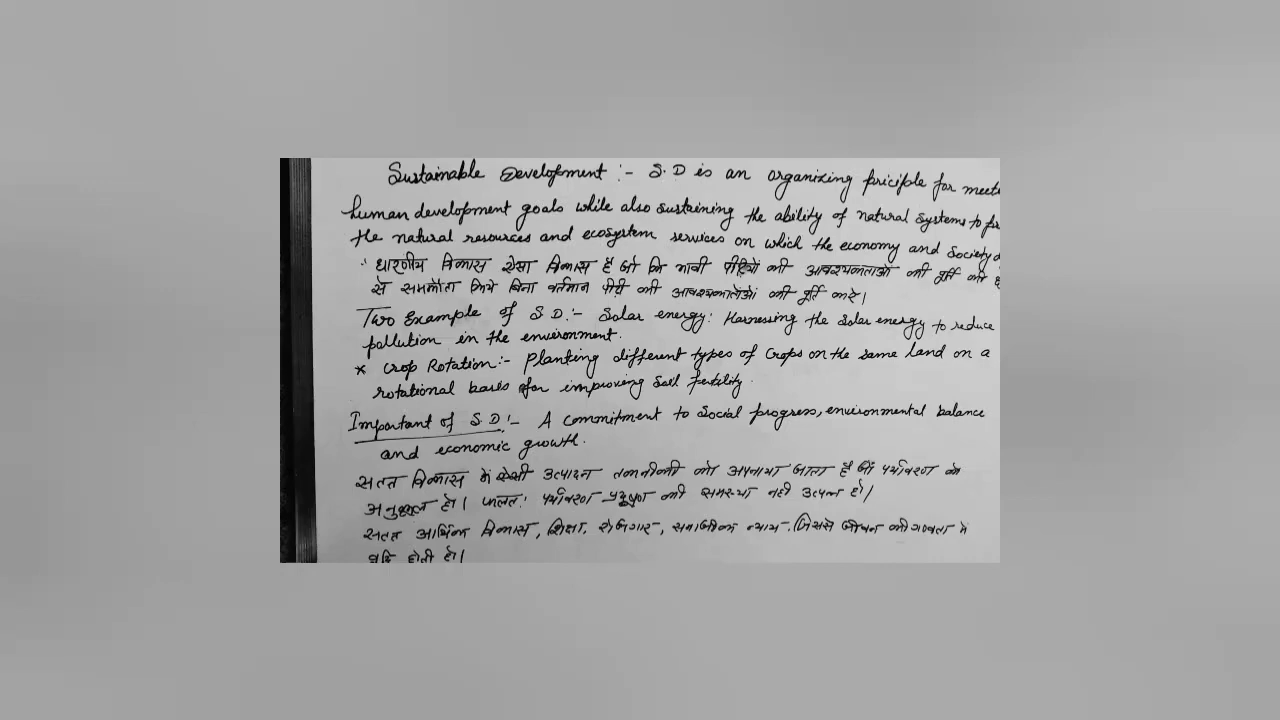 Sustainable Development :- S.D is an organizing priciple for
human development goals while also sustaining the ability of natural systems to
the natural resources and ecosystem services on which the economy and Society
∴ धारणीय विकास ऐसा विकास है जो कि भावी पीढ़ियों की आवश्यकताओं की पूर्ति की
से समझौता किये बिना वर्तमान पीढ़ी की आवश्यकताओं की पूर्ति करे।
Two Example of S.D:- Solar energy: Harnessing the Solar energy to reduce
pollution in the environment.
* Crop Rotation:- Planting different types of Crops on the same land on a
rotational basis for improving Soil fertility.
Important of S.D:- A commitment to Social progress, environmental balance
and economic growth.
सतत विकास में ऐसी उत्पादन तकनीकी को अपनाया जाता है जो पर्यावरण के
अनुकूल हो। फलत: पर्यावरण प्रदूषण की समस्या नही उत्पन्न हो।
सतत आर्थिक विकास, शिक्षा, रोजगार, समाजिक न्याय. जिससे जीवन की में
वृद्धि होती हो।